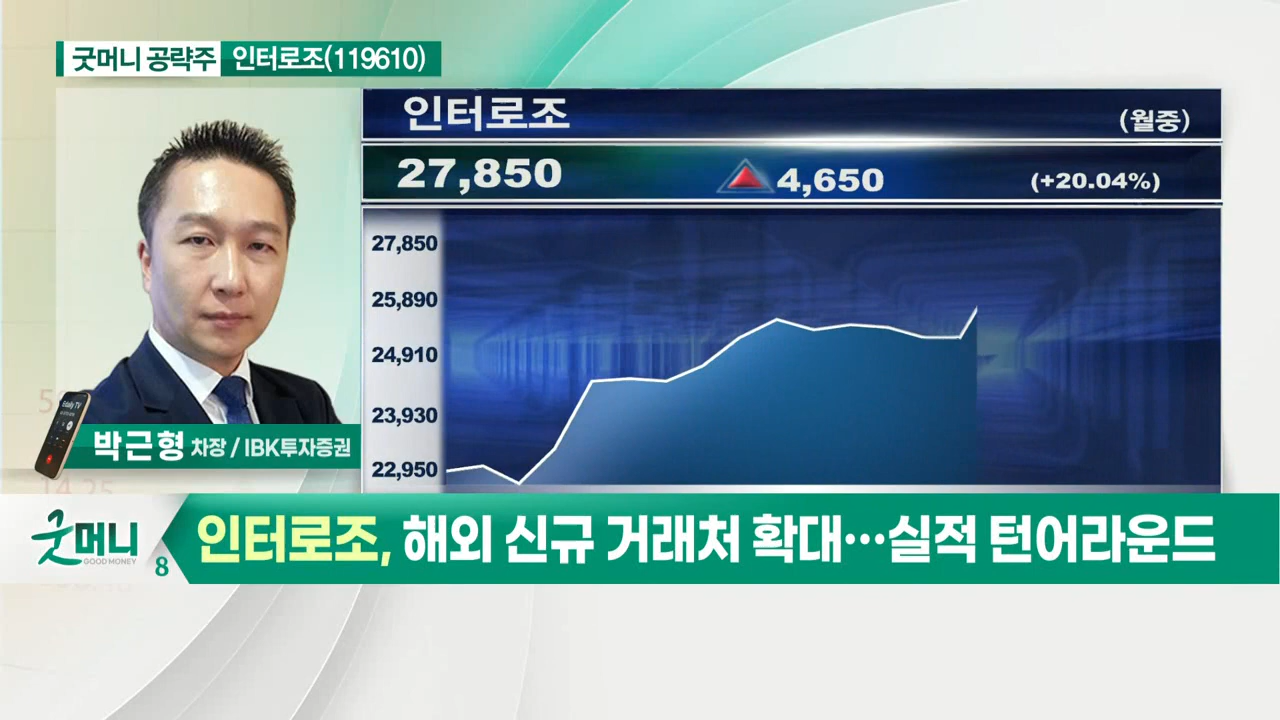 굿머니 공략주 인터로조(119610)
인터로조 (월중)
27,850 4,650 (+20.04%)
27,850
25,890
24,910
23,930
22,950
Edaily TV
박근형 차장 / IBK투자증권
굿머니
GOOD MONEY
8
인터로조, 해외 신규 거래처 확대…실적 턴어라운드